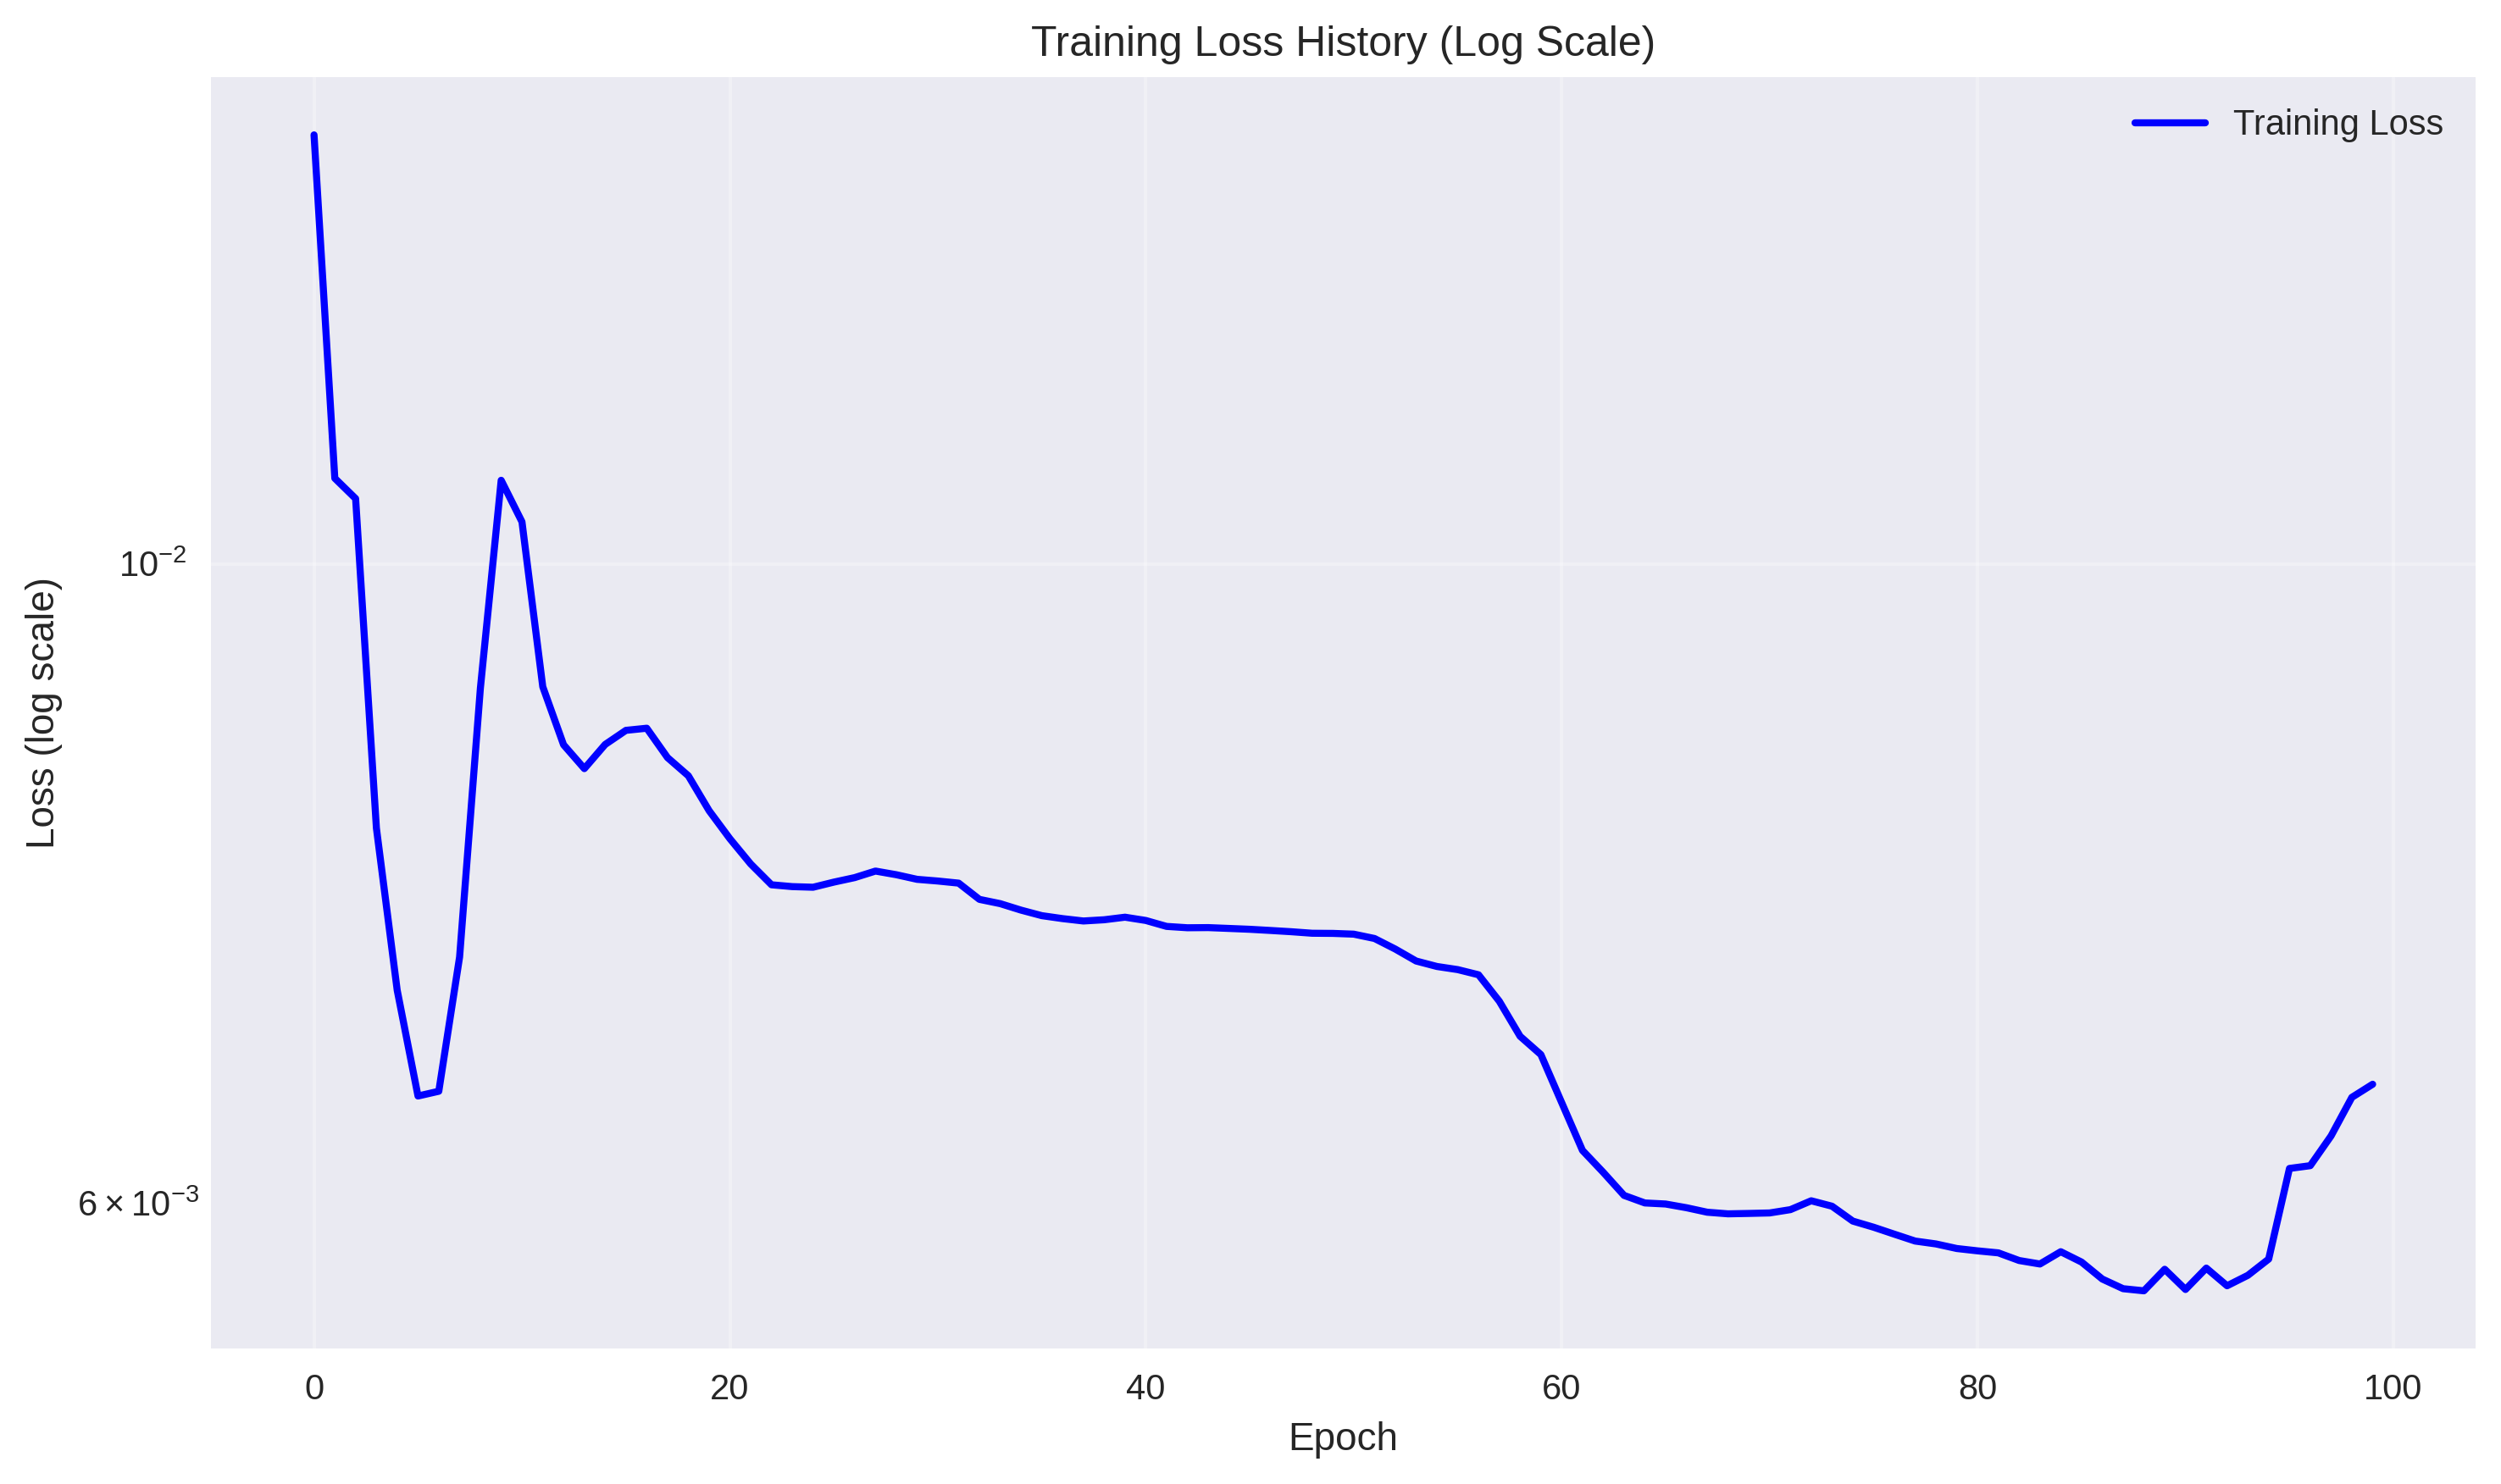 Training Loss History (Log Scale)
Training Loss
10⁻²
Loss (log scale)
6 × 10⁻³
0 20 40 60 80 100
Epoch